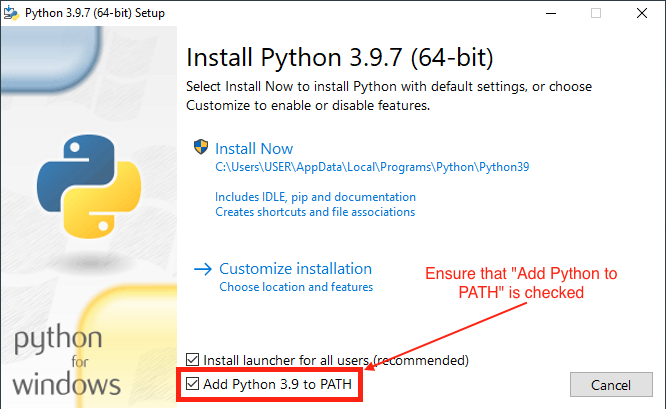 Python 3.9.7 (64-bit) Setup
Install Python 3.9.7 (64-bit)
Select Install Now to install Python with default settings, or choose
Customize to enable or disable features.
Install Now
C:\Users\USER\AppData\Local\Programs\Python\Python39
Includes IDLE, pip and documentation
Creates shortcuts and file associations
Customize installation
Choose location and features
Ensure that "Add Python to
PATH" is checked
python
for
windows
Install launcher for all users (recommended)
Add Python 3.9 to PATH
Cancel